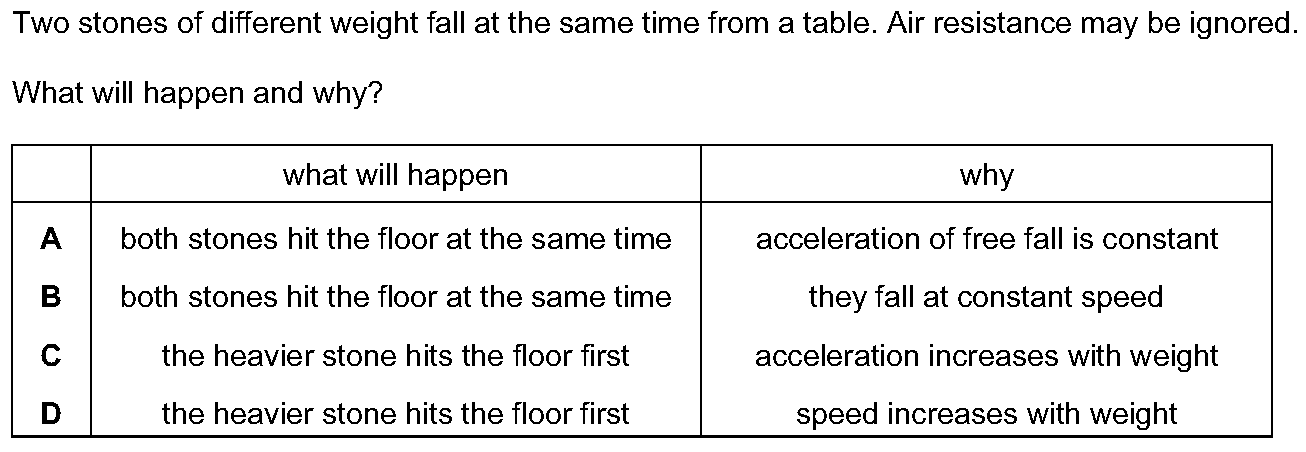 Two stones of different weight fall at the same time from a table. Air resistance may be ignored.
What will happen and why?
what will happen why
A both stones hit the floor at the same time acceleration of free fall is constant
B both stones hit the floor at the same time they fall at constant speed
C the heavier stone hits the floor first acceleration increases with weight
D the heavier stone hits the floor first speed increases with weight